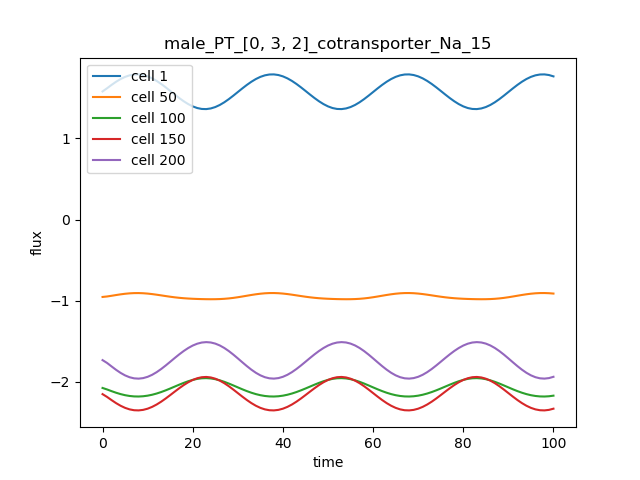 male_PT_[0, 3, 2]_cotransporter_Na_15
cell 1
cell 50
cell 100
cell 150
cell 200
flux
1
0
−1
−2
0
20
40
60
80
100
time